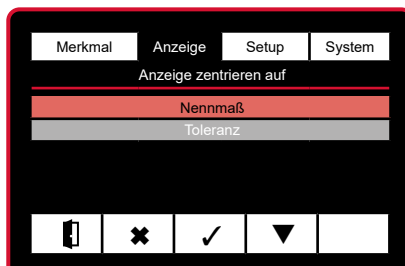 Merkmal Anzeige Setup System
Anzeige zentrieren auf
Nennmaß
Toleranz